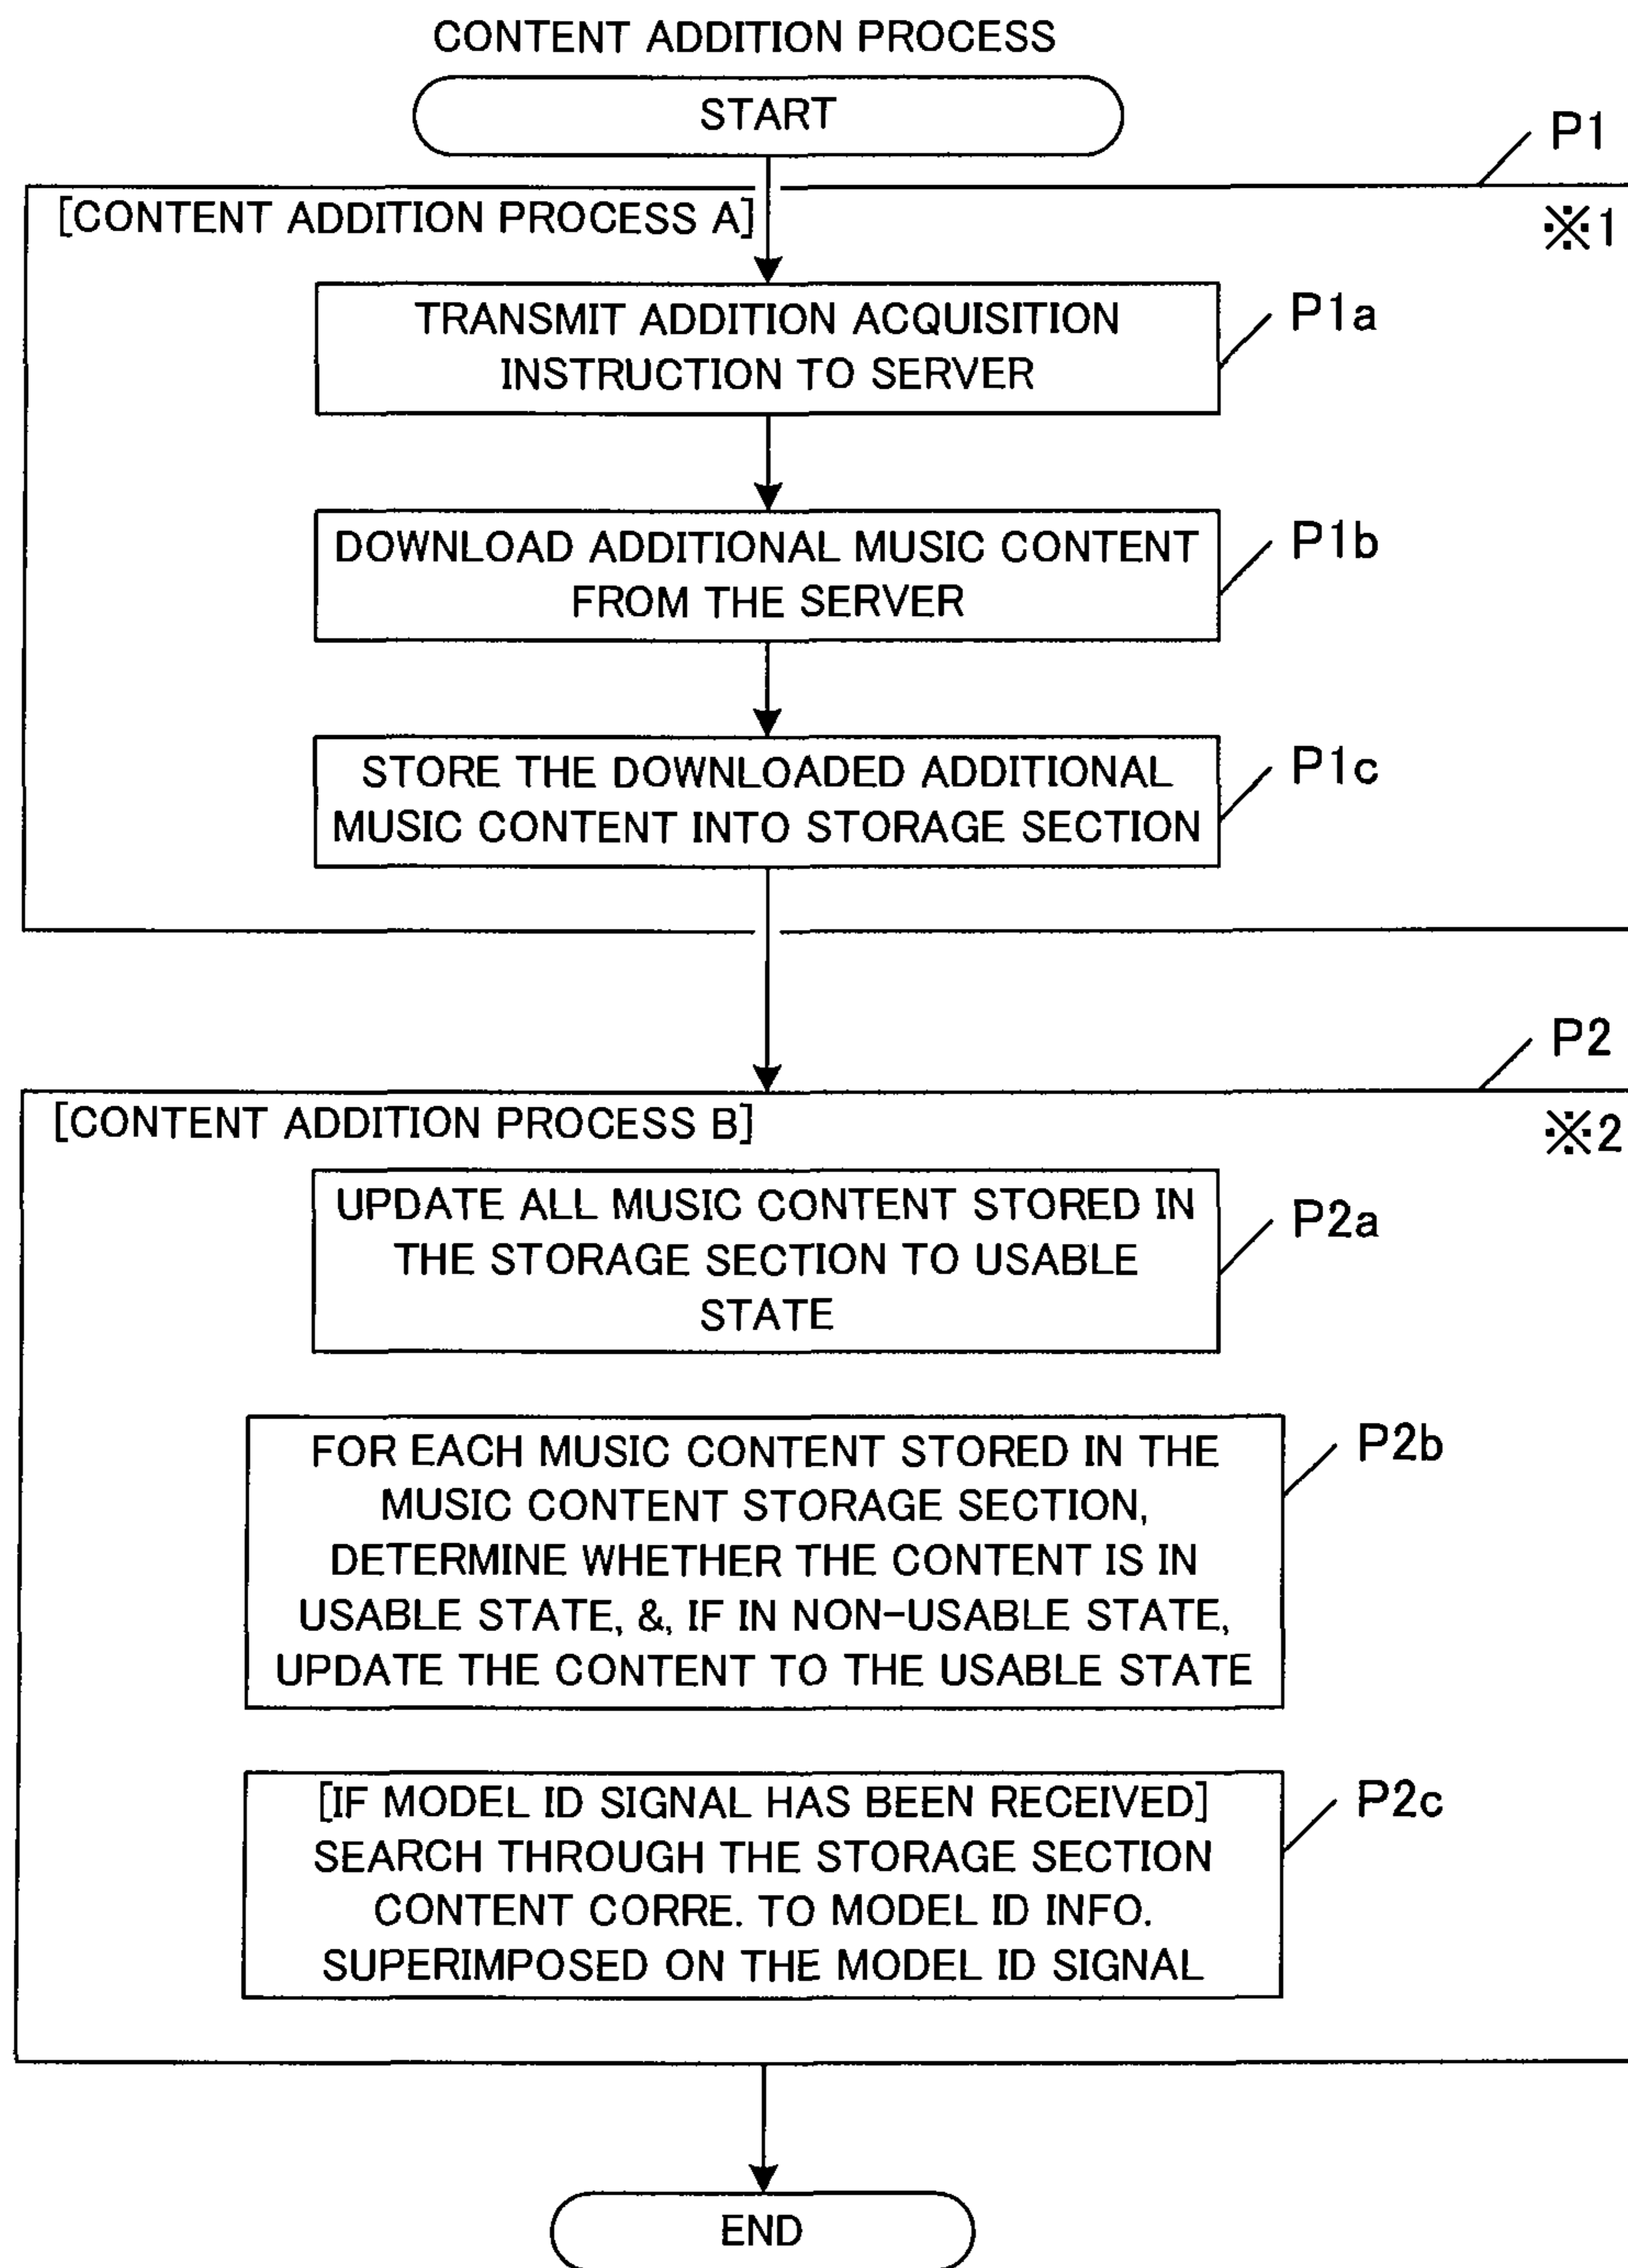 CONTENT ADDITION PROCESS
START
P1
[CONTENT ADDITION PROCESS A]
※1
TRANSMIT ADDITION ACQUISITION
INSTRUCTION TO SERVER
P1a
DOWNLOAD ADDITIONAL MUSIC CONTENT
FROM THE SERVER
P1b
STORE THE DOWNLOADED ADDITIONAL
MUSIC CONTENT INTO STORAGE SECTION
P1c
P2
[CONTENT ADDITION PROCESS B]
※2
UPDATE ALL MUSIC CONTENT STORED IN
THE STORAGE SECTION TO USABLE
STATE
P2a
FOR EACH MUSIC CONTENT STORED IN THE
MUSIC CONTENT STORAGE SECTION,
DETERMINE WHETHER THE CONTENT IS IN
USABLE STATE, &, IF IN NON-USABLE STATE,
UPDATE THE CONTENT TO THE USABLE STATE
P2b
[IF MODEL ID SIGNAL HAS BEEN RECEIVED]
SEARCH THROUGH THE STORAGE SECTION
CONTENT CORRE. TO MODEL ID INFO.
SUPERIMPOSED ON THE MODEL ID SIGNAL
P2c
END